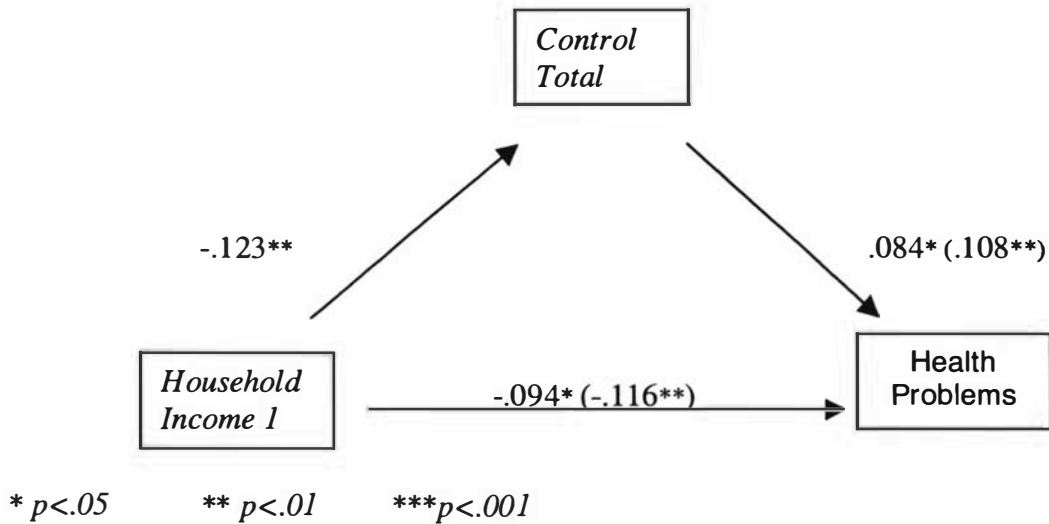 Control
Total
-.123**
.084* (.108**)
Household
Income 1
-.094* (-.116**)
Health
Problems
* p<.05 ** p<.01 ***p<.001